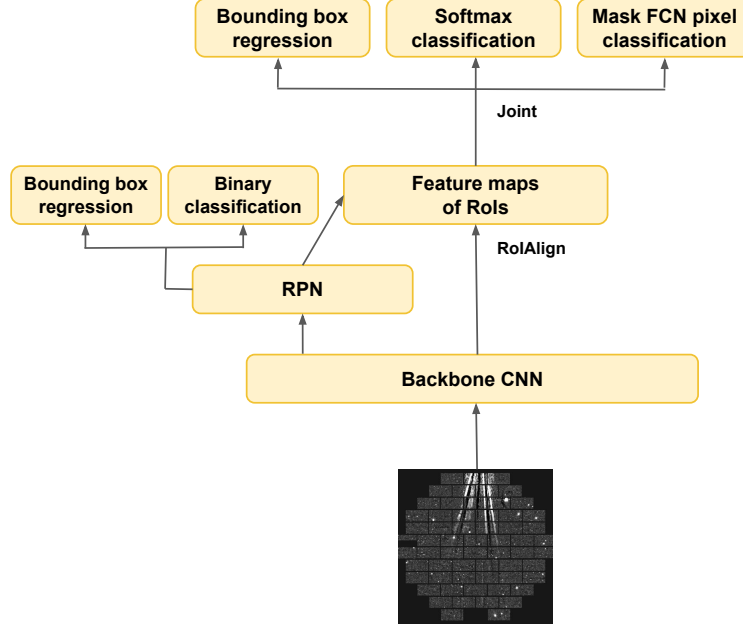 Bounding box
regression
Softmax
classification
Mask FCN pixel
classification
Joint
Bounding box
regression
Binary
classification
Feature maps
of RoIs
RoIAlign
RPN
Backbone CNN